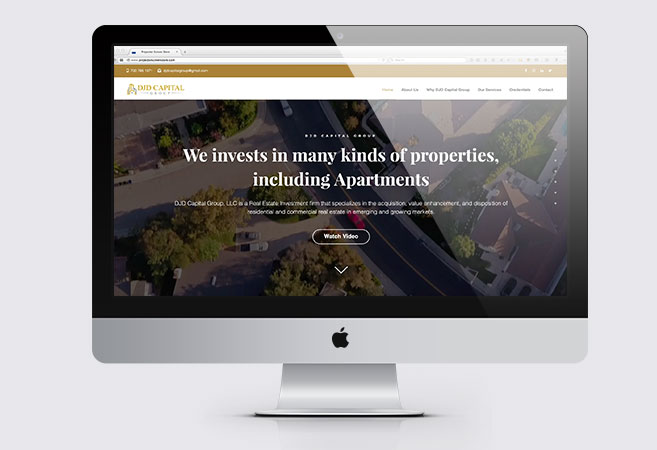 DJD CAPITAL
GROUP
Home About Us Why DJD Capital Group Our Services Credentials Contact
DJD CAPITAL GROUP
We invests in many kinds of properties,
including Apartments
DJD Capital Group, LLC is a Real Estate Investment firm that specializes in the acquisition, value enhancement, and disposition of
residential and commercial real estate in emerging and growing markets.
Watch Video